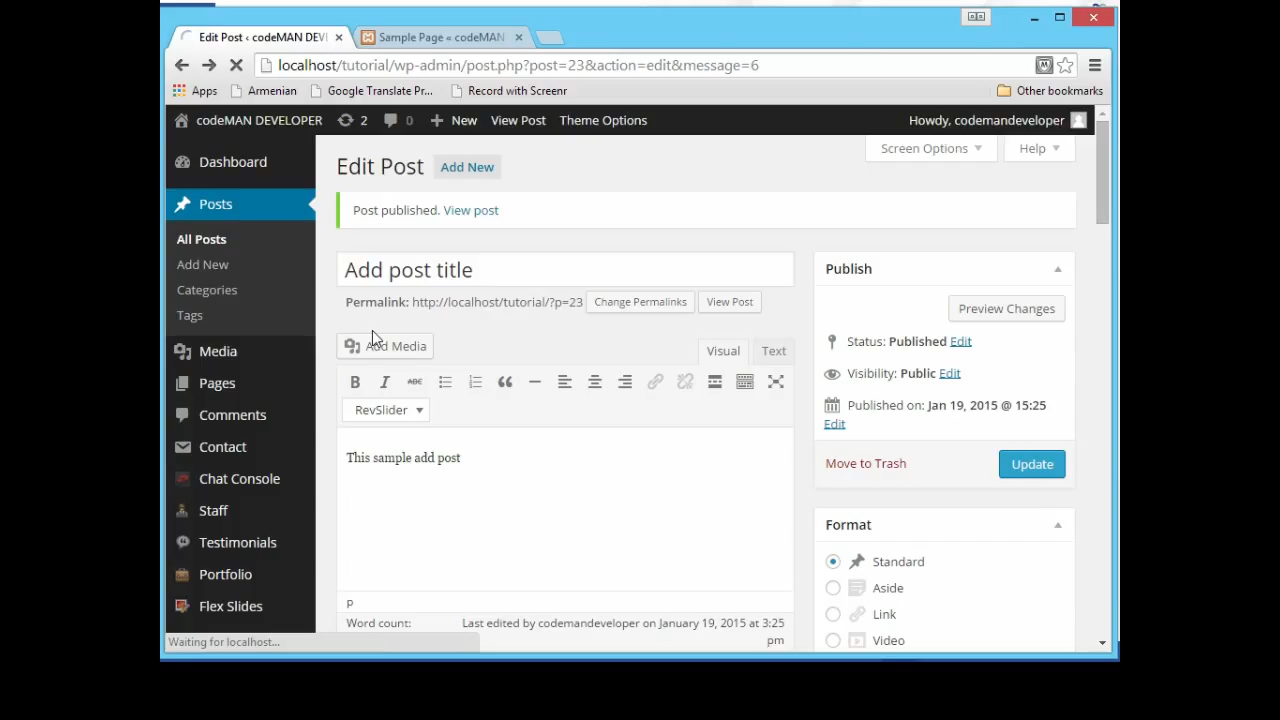 Edit Post ‹ codeMAN DEVE
Sample Page « codeMAN
localhost/tutorial/wp-admin/post.php?post=23&action=edit&message=6
Apps Armenian Google Translate Pr... Record with Screenr Other bookmarks
codeMAN DEVELOPER 2 0 New View Post Theme Options Howdy, codemandeveloper
Screen Options Help
Dashboard
Posts
All Posts
Add New
Categories
Tags
Media
Pages
Comments
Contact
Chat Console
Staff
Testimonials
Portfolio
Flex Slides
Edit Post Add New
Post published. View post
Add post title
Permalink: http://localhost/tutorial/?p=23 Change Permalinks View Post
Add Media
Visual Text
B I ABC
RevSlider
This sample add post
p
Word count: Last edited by codemandeveloper on January 19, 2015 at 3:25
pm
Publish
Preview Changes
Status: Published Edit
Visibility: Public Edit
Published on: Jan 19, 2015 @ 15:25
Edit
Move to Trash Update
Format
Standard
Aside
Link
Video
Waiting for localhost...